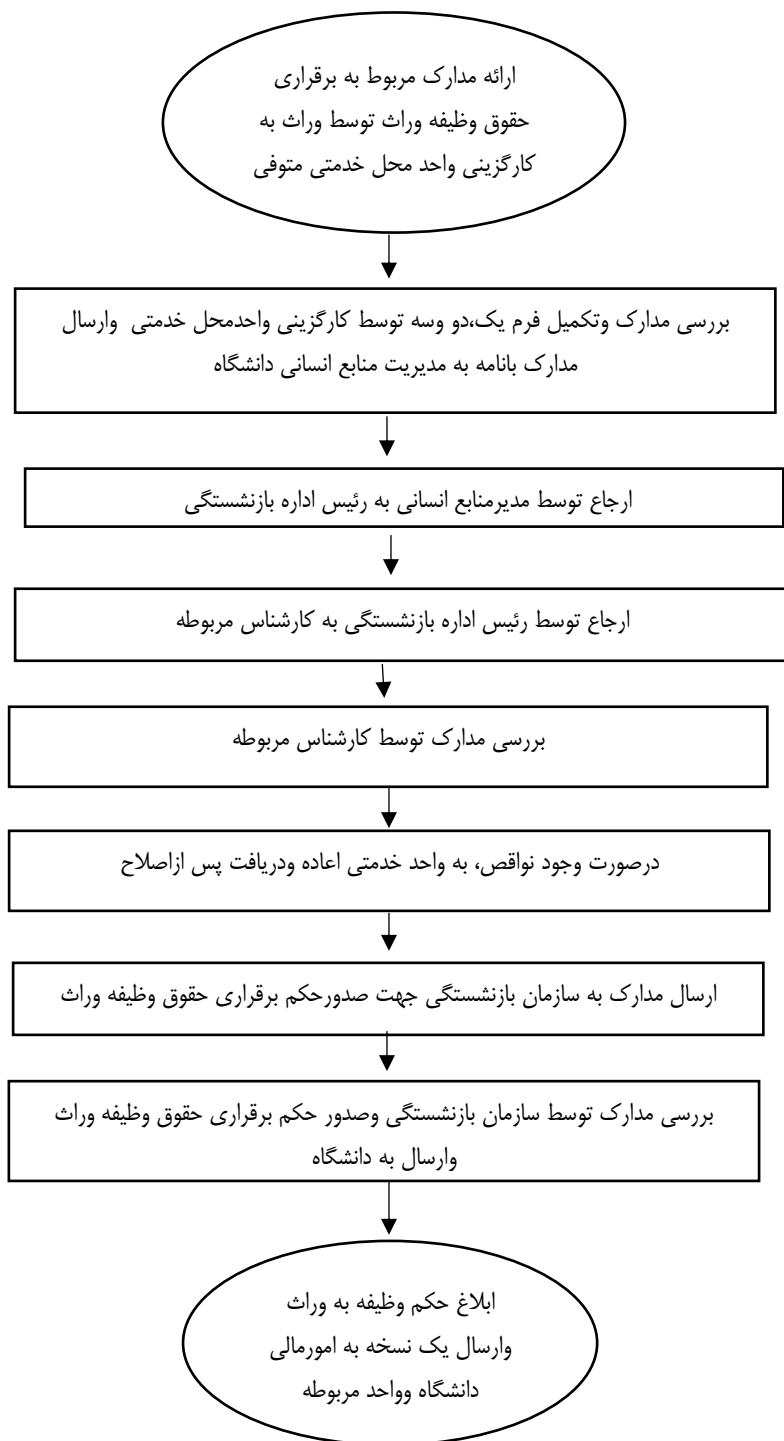 ارائه مدارک مربوط به برقراری
حقوق وظیفه وراث توسط وراث به
کارگزینی واحد محل خدمتی متوفی
بررسی مدارک وتکمیل فرم یک،دو وسه توسط کارگزینی واحدمحل خدمتی وارسال
مدارک بانامه به مدیریت منابع انسانی دانشگاه
ارجاع توسط مدیرمنابع انسانی به رئیس اداره بازنشستگی
ارجاع توسط رئیس اداره بازنشستگی به کارشناس مربوطه
بررسی مدارک توسط کارشناس مربوطه
درصورت وجود نواقص، به واحد خدمتی اعاده ودریافت پس ازاصلاح
ارسال مدارک به سازمان بازنشستگی جهت صدورحکم برقراری حقوق وظیفه وراث
بررسی مدارک توسط سازمان بازنشستگی وصدور حکم برقراری حقوق وظیفه وراث
وارسال به دانشگاه
ابلاغ حکم وظیفه به وراث
وارسال یک نسخه به امورمالی
دانشگاه وواحد مربوطه